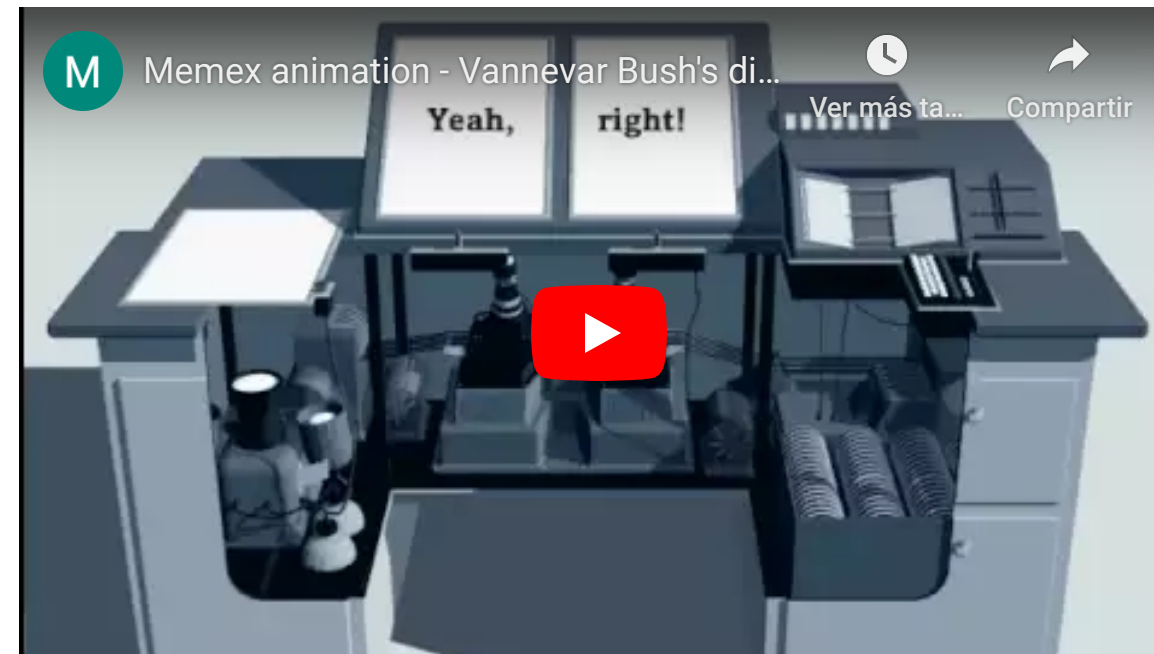 M
Memex animation - Vannevar Bush's di...
Ver más ta...
Compartir
Yeah,
right!